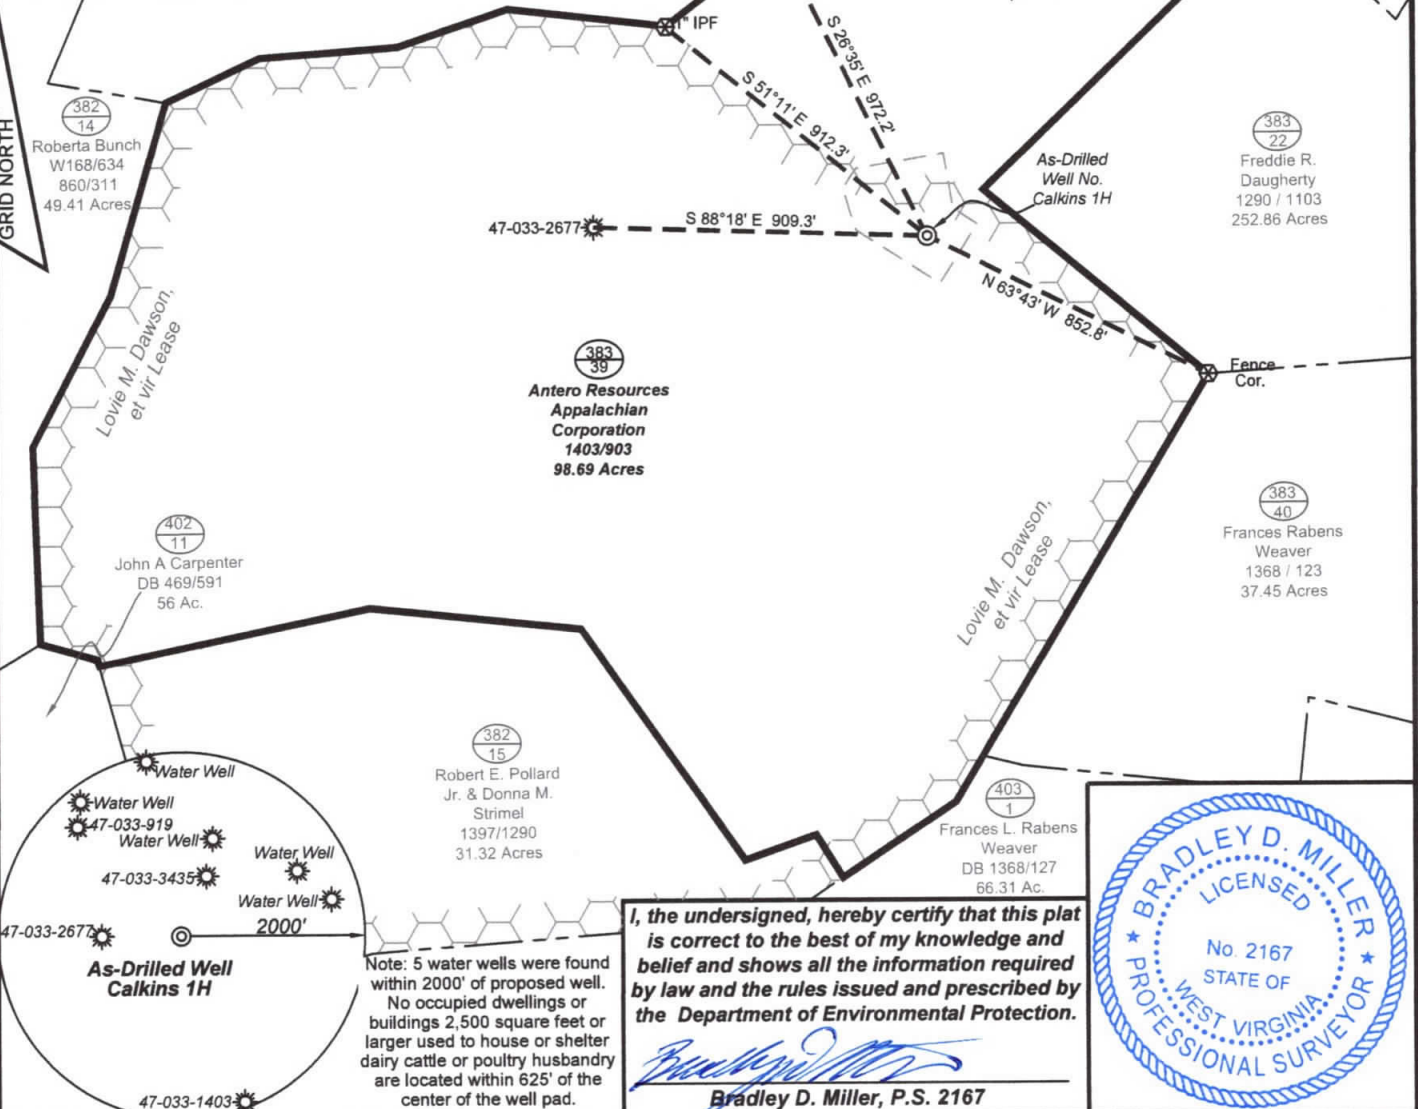 1" IPF
S 26°35' E 972.2'
S 51°11' E 912.3'
GRID NORTH
382
14
Roberta Bunch
W168/634
860/311
49.41 Acres
383
22
Freddie R.
Daugherty
1290 / 1103
252.86 Acres
As-Drilled
Well No.
Calkins 1H
47-033-2677
S 88°18' E 909.3'
N 63°43' W 852.8'
Lovie M. Dawson,
et vir Lease
383
39
Antero Resources
Appalachian
Corporation
1403/903
98.69 Acres
Fence
Cor.
402
11
John A Carpenter
DB 469/591
56 Ac.
Lovie M. Dawson,
et vir Lease
383
40
Frances Rabens
Weaver
1368 / 123
37.45 Acres
382
15
Robert E. Pollard
Jr. & Donna M.
Strimel
1397/1290
31.32 Acres
403
1
Frances L. Rabens
Weaver
DB 1368/127
66.31 Ac.
Water Well
Water Well
47-033-919
Water Well
Water Well
47-033-3435
Water Well
47-033-2677
2000'
As-Drilled Well
Calkins 1H
47-033-1403
Note: 5 water wells were found
within 2000' of proposed well.
No occupied dwellings or
buildings 2,500 square feet or
larger used to house or shelter
dairy cattle or poultry husbandry
are located within 625' of the
center of the well pad.
I, the undersigned, hereby certify that this plat
is correct to the best of my knowledge and
belief and shows all the information required
by law and the rules issued and prescribed by
the Department of Environmental Protection.
Bradley D. Miller, P.S. 2167
BRADLEY D. MILLER
LICENSED
No. 2167
STATE OF
WEST VIRGINIA
PROFESSIONAL SURVEYOR